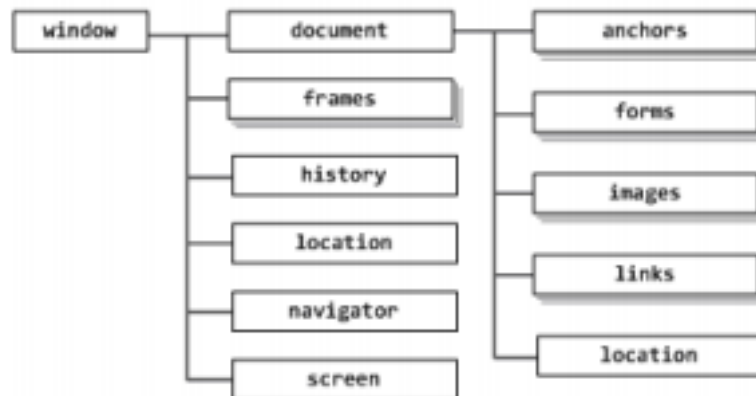 window
document
anchors
frames
forms
history
images
location
links
navigator
location
screen